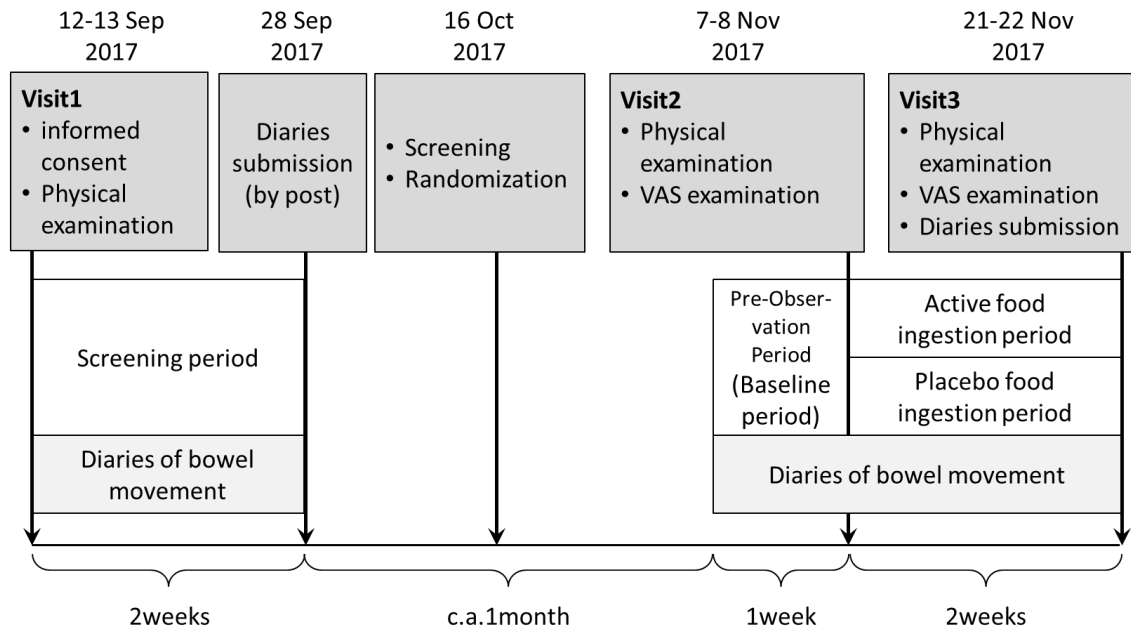 12-13 Sep
2017
28 Sep
2017
16 Oct
2017
7-8 Nov
2017
21-22 Nov
2017
Visit1
• informed
consent
• Physical
examination
Diaries
submission
(by post)
• Screening
• Randomization
Visit2
• Physical
examination
• VAS examination
Visit3
• Physical
examination
• VAS examination
• Diaries submission
Screening period
Diaries of bowel
movement
Pre-Obser-
vation
Period
(Baseline
period)
Active food
ingestion period
Placebo food
ingestion period
Diaries of bowel movement
2weeks
c.a.1month
1week
2weeks